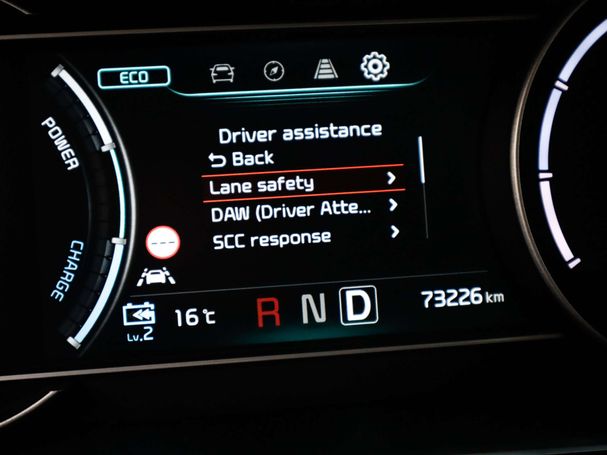 ECO
POWER
CHARGE
Driver assistance
Back
Lane safety
DAW (Driver Atte...
SCC response
---
Lv.2
16°c
R N D
73226 km